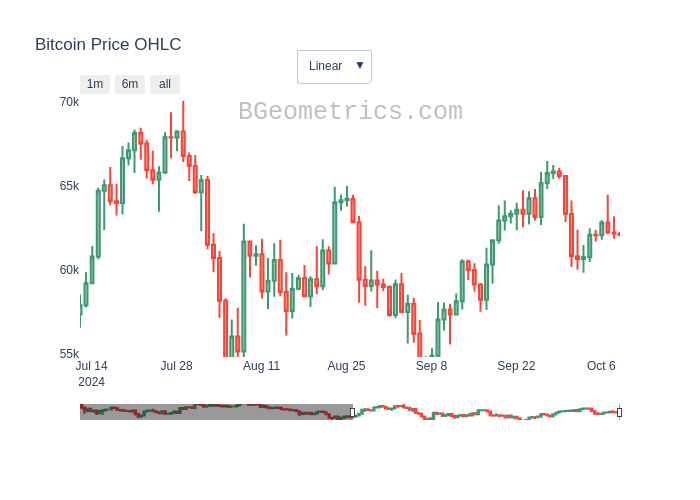 Bitcoin Price OHLC
Linear ▼
1m 6m all
BGeometrics.com
70k
65k
60k
55k
Jul 14 Jul 28 Aug 11 Aug 25 Sep 8 Sep 22 Oct 6
2024